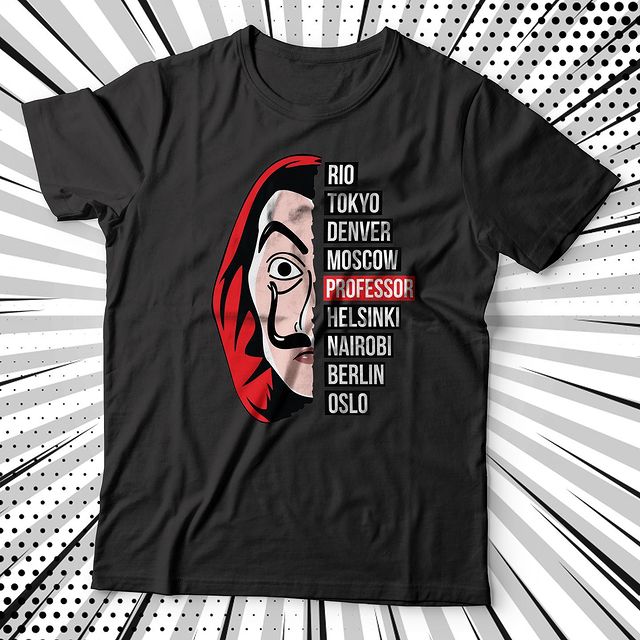 RIO
TOKYO
DENVER
MOSCOW
PROFESSOR
HELSINKI
NAIROBI
BERLIN
OSLO